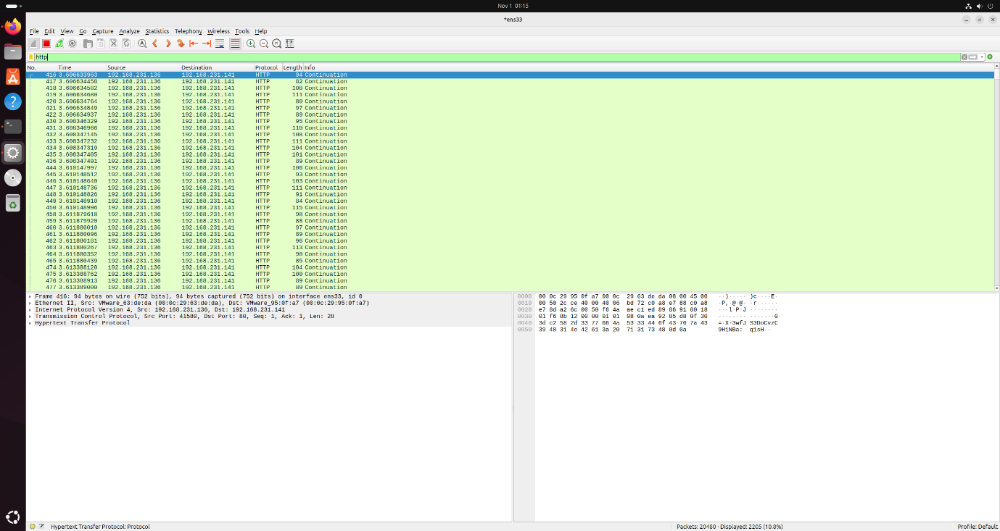 Nov 1 01:15
*ens33
File Edit View Go Capture Analyze Statistics Telephony Wireless Tools Help
http
No. Time Source Destination Protocol Length Info
416 3.606633963 192.168.231.136 192.168.231.141 HTTP 94 Continuation
417 3.606634458 192.168.231.136 192.168.231.141 HTTP 82 Continuation
418 3.606634582 192.168.231.136 192.168.231.141 HTTP 108 Continuation
419 3.606634680 192.168.231.136 192.168.231.141 HTTP 111 Continuation
420 3.606634764 192.168.231.136 192.168.231.141 HTTP 80 Continuation
421 3.606634849 192.168.231.136 192.168.231.141 HTTP 97 Continuation
422 3.606634937 192.168.231.136 192.168.231.141 HTTP 89 Continuation
430 3.608346329 192.168.231.136 192.168.231.141 HTTP 95 Continuation
431 3.608346966 192.168.231.136 192.168.231.141 HTTP 110 Continuation
432 3.608347145 192.168.231.136 192.168.231.141 HTTP 108 Continuation
433 3.608347232 192.168.231.136 192.168.231.141 HTTP 111 Continuation
434 3.608347319 192.168.231.136 192.168.231.141 HTTP 104 Continuation
435 3.608347405 192.168.231.136 192.168.231.141 HTTP 101 Continuation
436 3.608347491 192.168.231.136 192.168.231.141 HTTP 89 Continuation
444 3.610147997 192.168.231.136 192.168.231.141 HTTP 106 Continuation
445 3.610148512 192.168.231.136 192.168.231.141 HTTP 93 Continuation
446 3.610148640 192.168.231.136 192.168.231.141 HTTP 103 Continuation
447 3.610148736 192.168.231.136 192.168.231.141 HTTP 111 Continuation
448 3.610148826 192.168.231.136 192.168.231.141 HTTP 91 Continuation
449 3.610148910 192.168.231.136 192.168.231.141 HTTP 84 Continuation
450 3.610148996 192.168.231.136 192.168.231.141 HTTP 115 Continuation
458 3.611879618 192.168.231.136 192.168.231.141 HTTP 98 Continuation
459 3.611879920 192.168.231.136 192.168.231.141 HTTP 88 Continuation
460 3.611880010 192.168.231.136 192.168.231.141 HTTP 97 Continuation
461 3.611880096 192.168.231.136 192.168.231.141 HTTP 89 Continuation
462 3.611880181 192.168.231.136 192.168.231.141 HTTP 96 Continuation
463 3.611880267 192.168.231.136 192.168.231.141 HTTP 113 Continuation
464 3.611880352 192.168.231.136 192.168.231.141 HTTP 90 Continuation
465 3.611880439 192.168.231.136 192.168.231.141 HTTP 85 Continuation
474 3.613388120 192.168.231.136 192.168.231.141 HTTP 104 Continuation
475 3.613388762 192.168.231.136 192.168.231.141 HTTP 100 Continuation
476 3.613388913 192.168.231.136 192.168.231.141 HTTP 89 Continuation
477 3.613389000 192.168.231.136 192.168.231.141 HTTP 89 Continuation
Frame 416: 94 bytes on wire (752 bits), 94 bytes captured (752 bits) on interface ens33, id 0
Ethernet II, Src: VMware_63:de:da (00:0c:29:63:de:da), Dst: VMware_95:0f:a7 (00:0c:29:95:0f:a7)
Internet Protocol Version 4, Src: 192.168.231.136, Dst: 192.168.231.141
Transmission Control Protocol, Src Port: 41580, Dst Port: 80, Seq: 1, Ack: 1, Len: 28
Hypertext Transfer Protocol
0000 00 0c 29 95 0f a7 00 0c 29 63 de da 08 00 45 00 ··)····· )c····E·
0010 00 50 2c ce 40 00 40 06 bd 72 c0 a8 e7 88 c0 a8 ·P,·@·@· ·r······
0020 e7 8d a2 6c 00 50 f6 4a ae c1 ed 89 86 91 80 18 ···l·P·J ········
0030 01 f6 8b 12 00 00 01 01 08 0a ea 92 85 d8 0f 30 ········ ·······0
0040 3d c2 58 2d 33 77 66 4a 53 33 44 6f 43 76 7a 43 =·X-3wfJ S3DoCvzC
0050 39 48 31 4e 42 61 3a 20 71 31 73 48 0d 0a 9H1NBa: q1sH··
Hypertext Transfer Protocol: Protocol
Packets: 20480 · Displayed: 2205 (10.8%)
Profile: Default